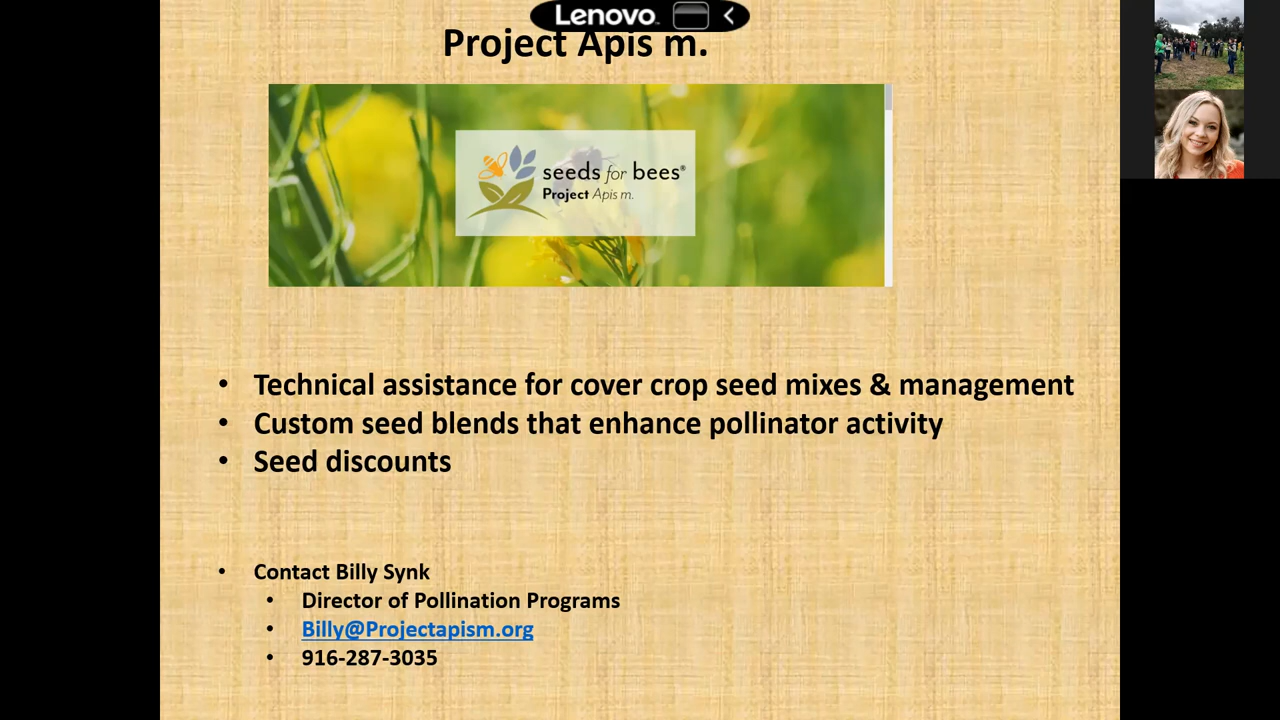 Lenovo
Project Apis m.
seeds for bees®
Project Apis m.
• Technical assistance for cover crop seed mixes & management
• Custom seed blends that enhance pollinator activity
• Seed discounts
• Contact Billy Synk
• Director of Pollination Programs
• Billy@Projectapism.org
• 916-287-3035